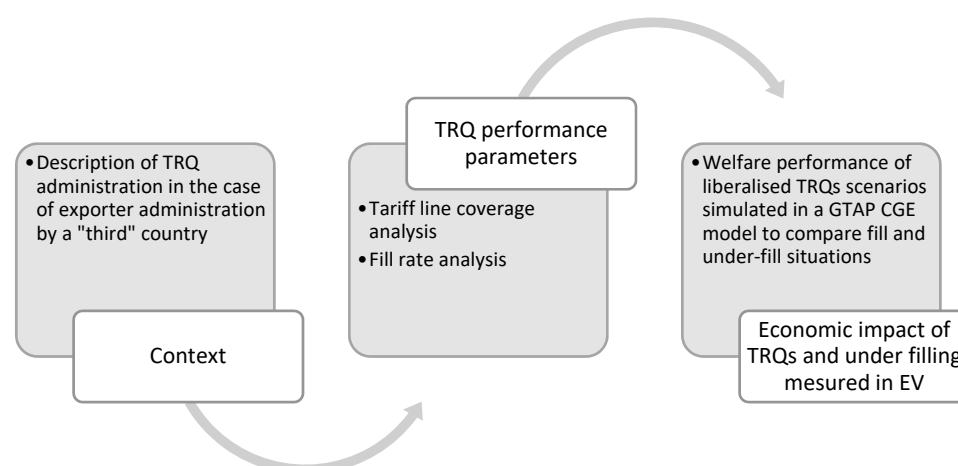 •Description of TRQ
administration in the case
of exporter administration
by a "third" country
Context
TRQ performance
parameters
•Tariff line coverage
analysis
•Fill rate analysis
•Welfare performance of
liberalised TRQs scenarios
simulated in a GTAP CGE
model to compare fill and
under-fill situations
Economic impact of
TRQs and under filling
mesured in EV